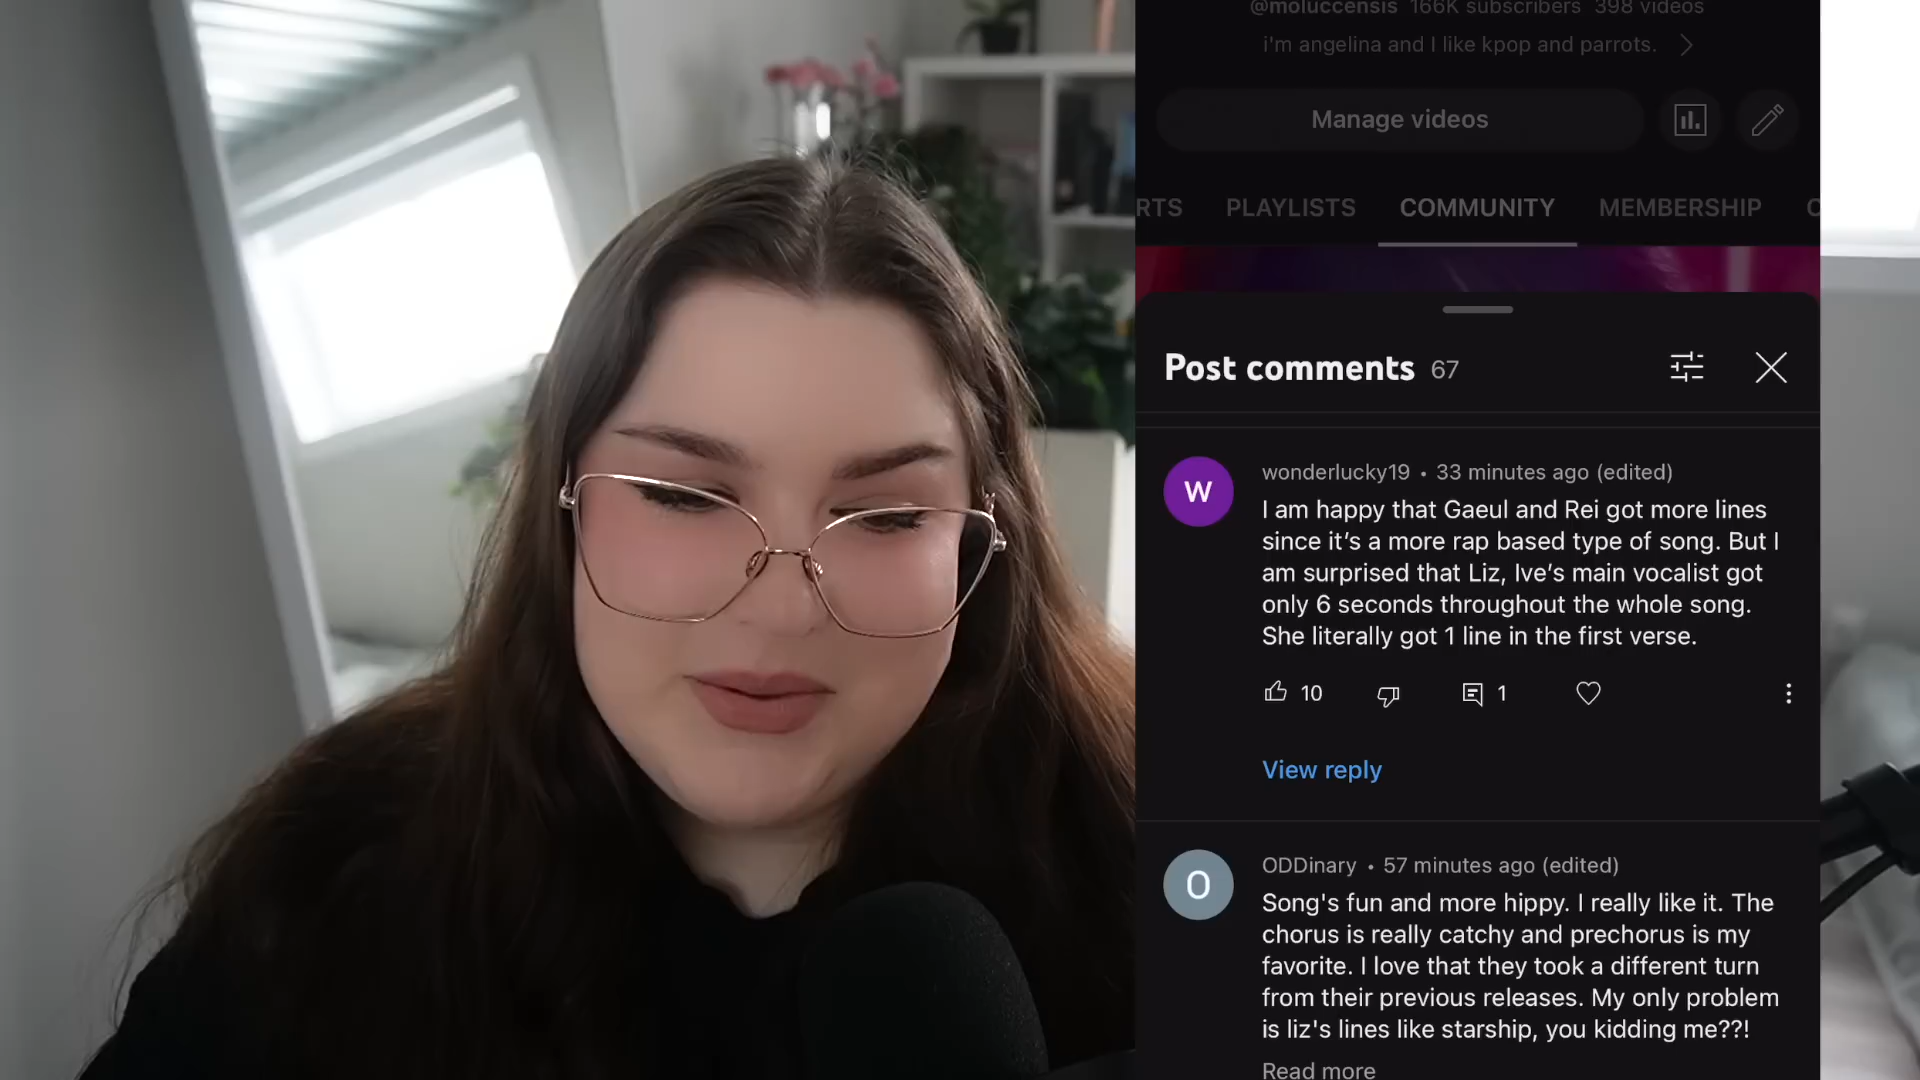 @moluccensis 166K subscribers 398 videos
i'm angelina and I like kpop and parrots.
Manage videos
RTS PLAYLISTS COMMUNITY MEMBERSHIP C
Post comments 67
W
wonderlucky19 • 33 minutes ago (edited)
I am happy that Gaeul and Rei got more lines
since it’s a more rap based type of song. But I
am surprised that Liz, Ive’s main vocalist got
only 6 seconds throughout the whole song.
She literally got 1 line in the first verse.
10 1
View reply
O
ODDinary • 57 minutes ago (edited)
Song's fun and more hippy. I really like it. The
chorus is really catchy and prechorus is my
favorite. I love that they took a different turn
from their previous releases. My only problem
is liz's lines like starship, you kidding me??!
Read more